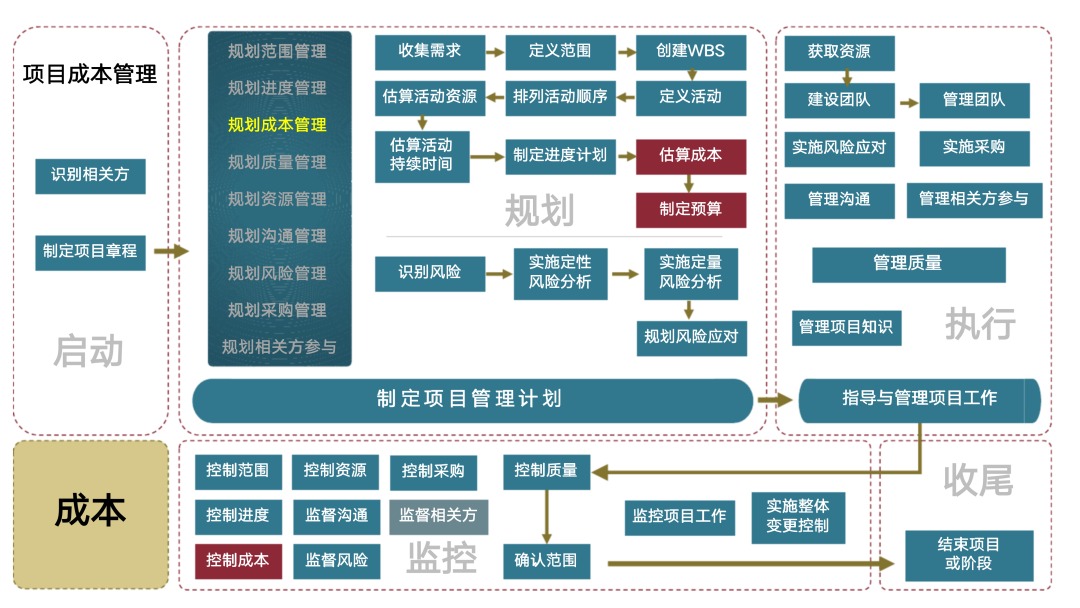 项目成本管理
识别相关方
制定项目章程
启动
规划范围管理
规划进度管理
规划成本管理
规划质量管理
规划资源管理
规划沟通管理
规划风险管理
规划采购管理
规划相关方参与
收集需求
定义范围
创建WBS
估算活动资源
排列活动顺序
定义活动
估算活动
持续时间
制定进度计划
估算成本
制定预算
规划
识别风险
实施定性
风险分析
实施定量
风险分析
规划风险应对
制定项目管理计划
获取资源
建设团队
管理团队
实施风险应对
实施采购
管理沟通
管理相关方参与
管理质量
管理项目知识
执行
指导与管理项目工作
成本
控制范围
控制资源
控制采购
控制质量
控制进度
监督沟通
监督相关方
控制成本
监督风险
监控
确认范围
监控项目工作
实施整体
变更控制
收尾
结束项目
或阶段